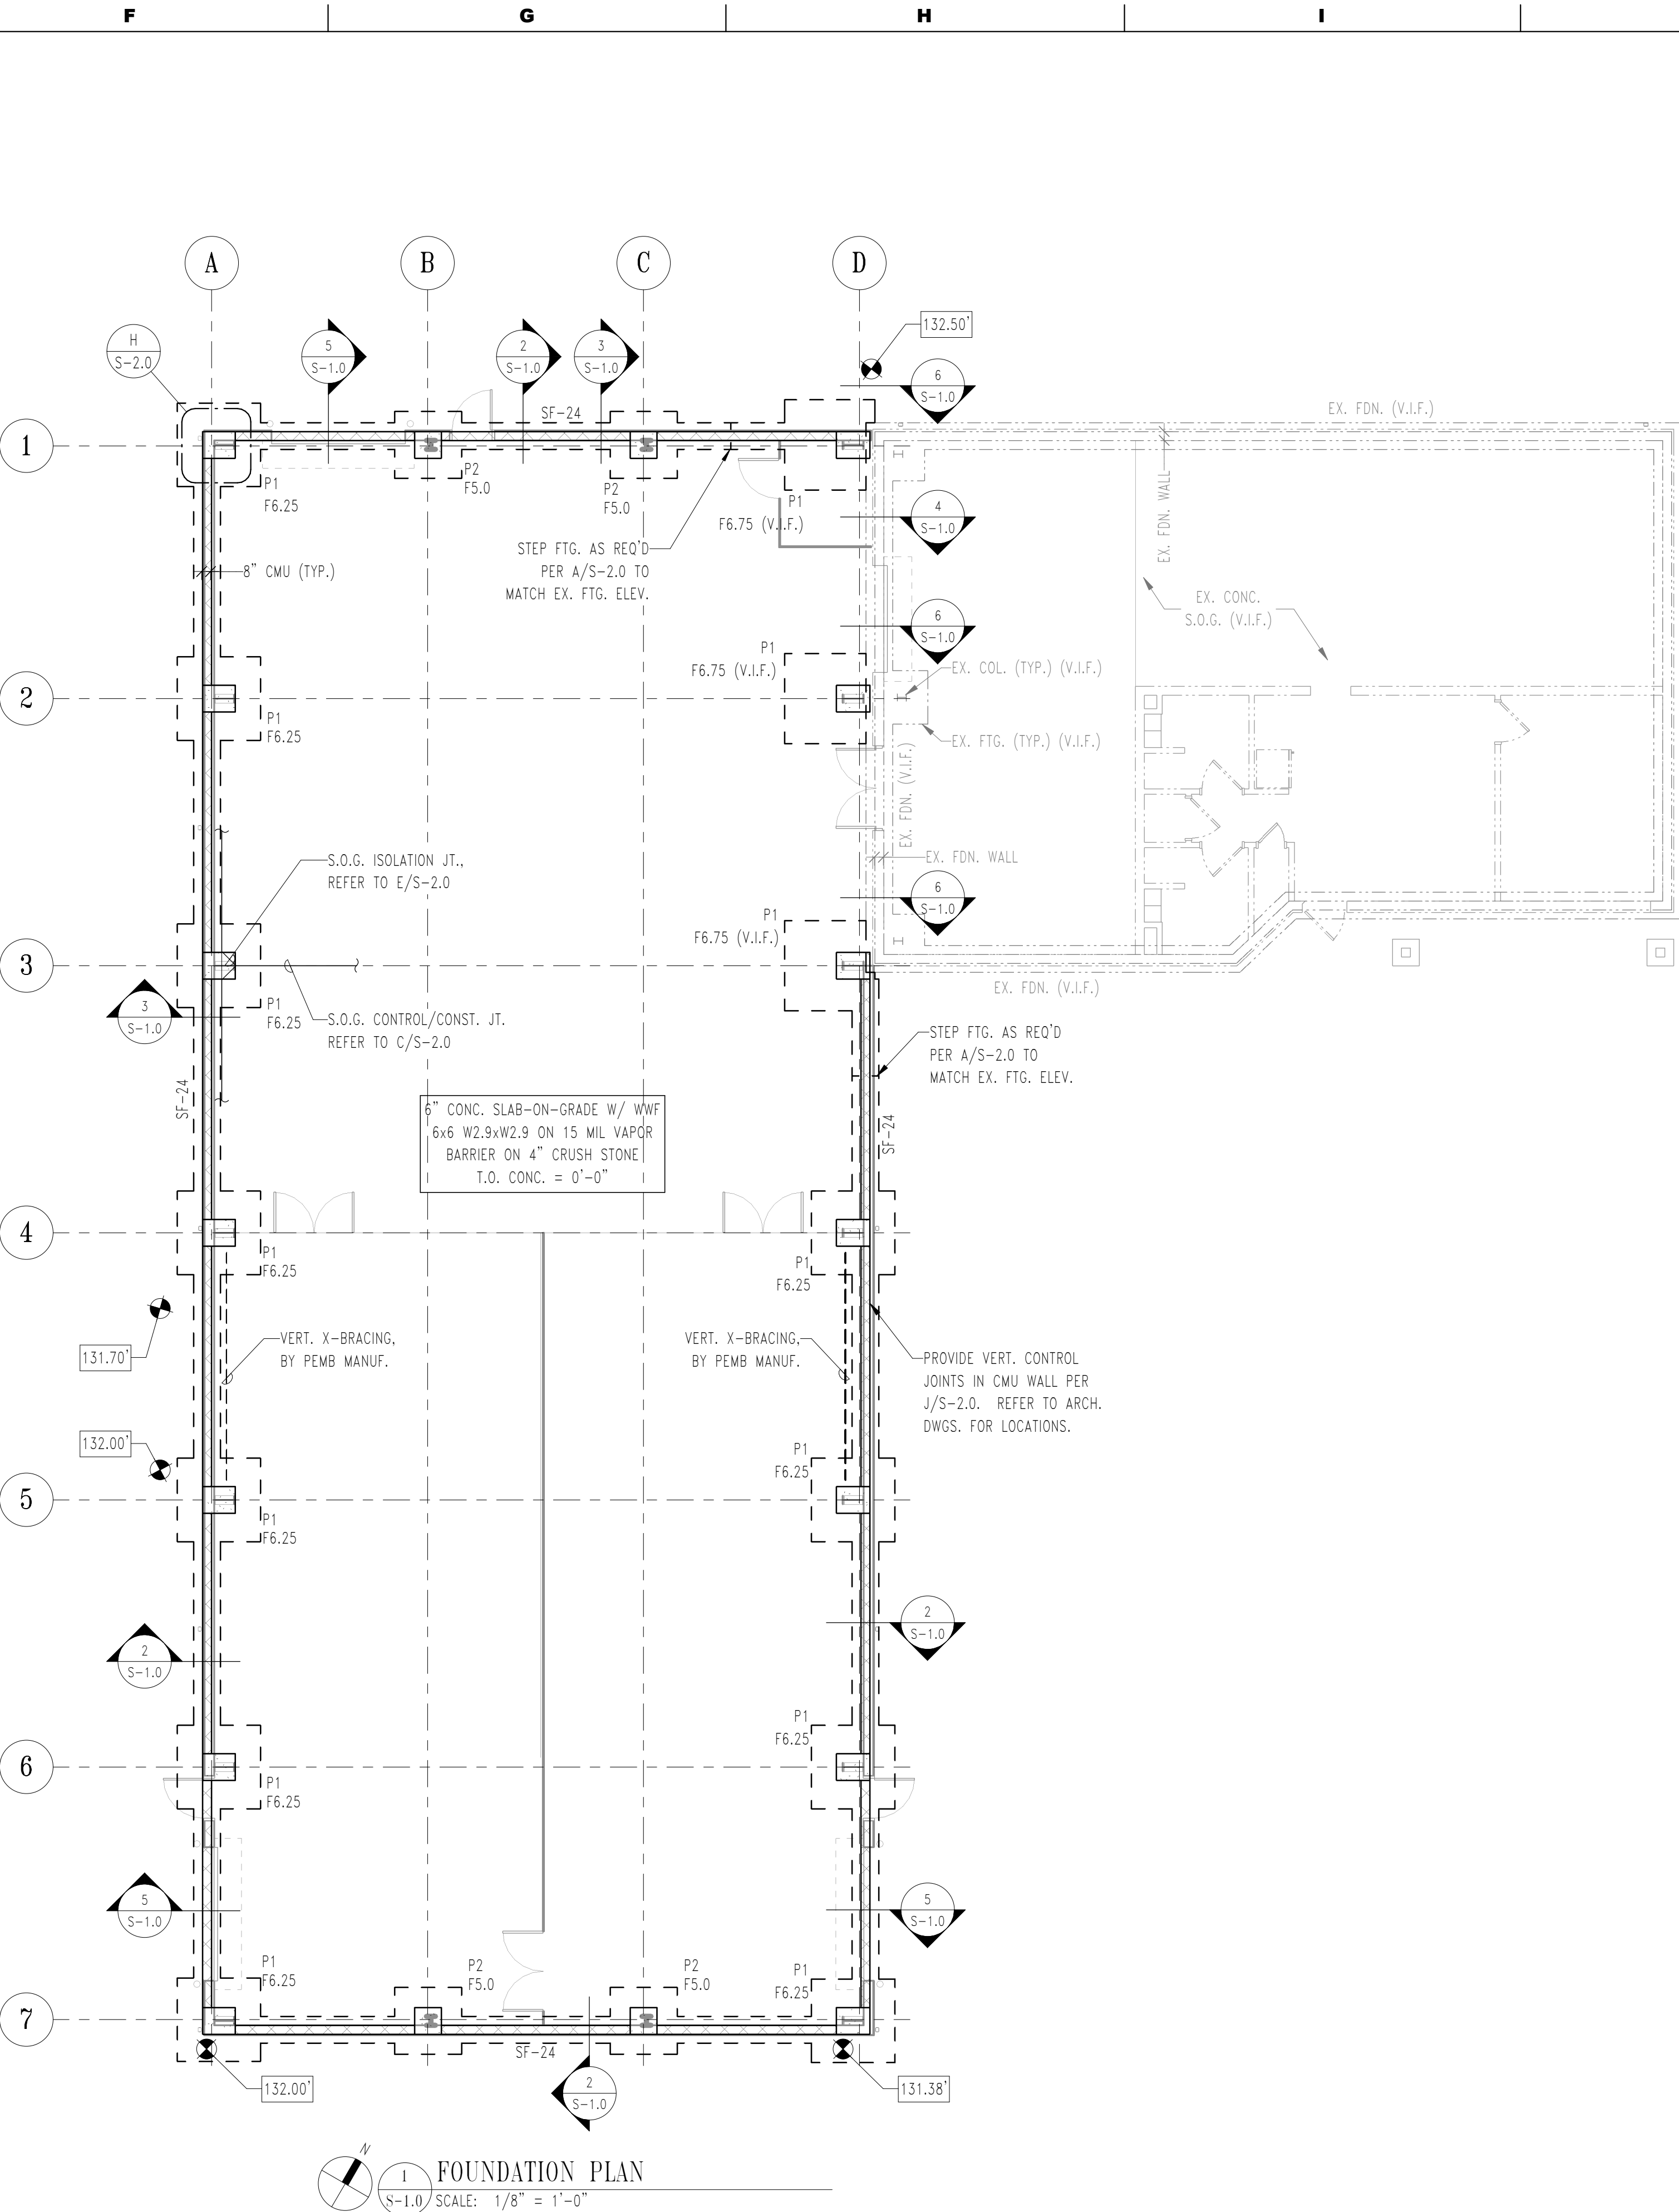 F
G
H
I
A
B
C
D
132.50'
H
S-2.0
5
S-1.0
2
S-1.0
3
S-1.0
6
S-1.0
SF-24
EX. FDN. (V.I.F.)
1
P1
F6.25
P2
F5.0
P2
F5.0
P1
F6.75 (V.I.F.)
4
S-1.0
EX. FDN. WALL
STEP FTG. AS REQ'D
PER A/S-2.0 TO
MATCH EX. FTG. ELEV.
8" CMU (TYP.)
EX. CONC.
S.O.G. (V.I.F.)
6
S-1.0
P1
F6.75 (V.I.F.)
EX. COL. (TYP.) (V.I.F.)
2
P1
F6.25
EX. FTG. (TYP.) (V.I.F.)
EX. FDN. (V.I.F.)
S.O.G. ISOLATION JT.,
REFER TO E/S-2.0
EX. FDN. WALL
6
S-1.0
P1
F6.75 (V.I.F.)
3
P1
F6.25
EX. FDN. (V.I.F.)
3
S-1.0
S.O.G. CONTROL/CONST. JT.
REFER TO C/S-2.0
STEP FTG. AS REQ'D
PER A/S-2.0 TO
MATCH EX. FTG. ELEV.
SF-24
SF-24
6" CONC. SLAB-ON-GRADE W/ WWF
6x6 W2.9xW2.9 ON 15 MIL VAPOR
BARRIER ON 4" CRUSH STONE
T.O. CONC. = 0'-0"
4
P1
F6.25
P1
F6.25
131.70'
VERT. X-BRACING,
BY PEMB MANUF.
VERT. X-BRACING,
BY PEMB MANUF.
PROVIDE VERT. CONTROL
JOINTS IN CMU WALL PER
J/S-2.0. REFER TO ARCH.
DWGS. FOR LOCATIONS.
132.00'
P1
F6.25
5
P1
F6.25
2
S-1.0
2
S-1.0
P1
F6.25
6
P1
F6.25
5
S-1.0
5
S-1.0
P1
F6.25
P2
F5.0
P2
F5.0
P1
F6.25
7
SF-24
132.00'
2
S-1.0
131.38'
N
1
S-1.0
FOUNDATION PLAN
SCALE: 1/8" = 1'-0"